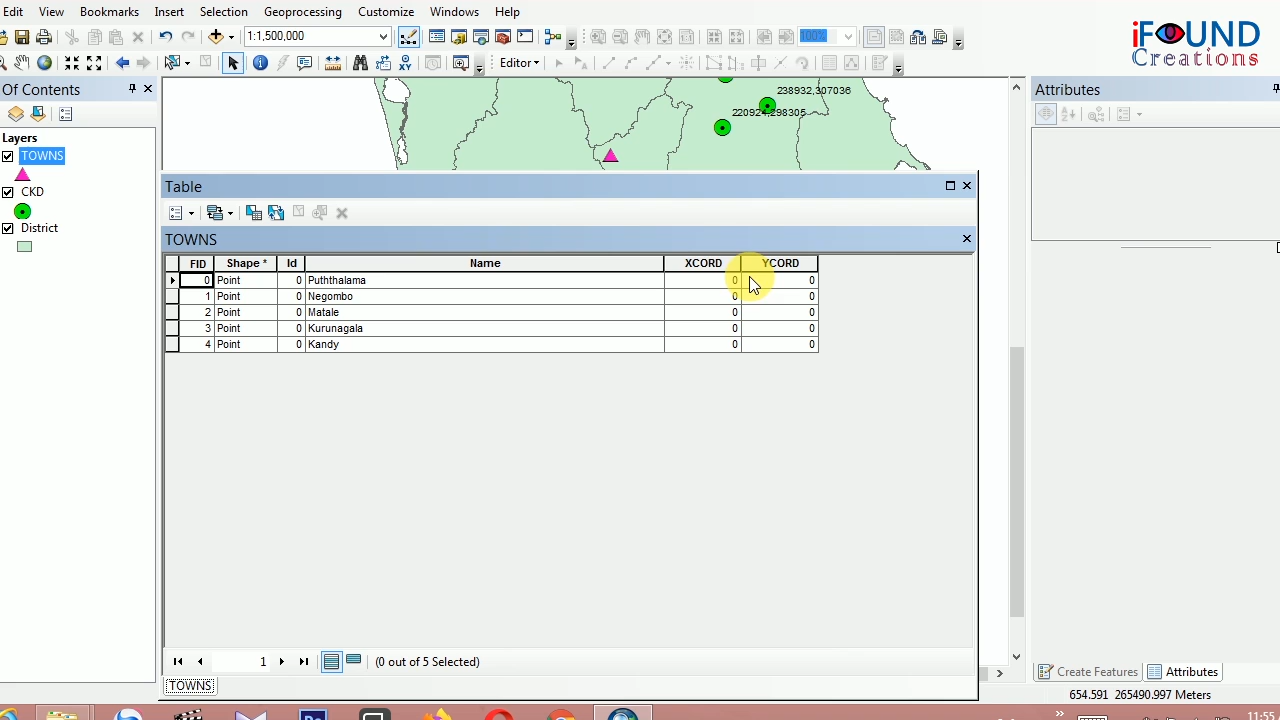 Edit View Bookmarks Insert Selection Geoprocessing Customize Windows Help
1:1,500,000
100%
Editor
iFOUND
Creations
Of Contents
Layers
TOWNS
CKD
District
238932,307036
220924,298305
Attributes
Table
TOWNS
FID Shape * Id Name XCORD YCORD
0 Point 0 Puththalama 0 0
1 Point 0 Negombo 0 0
2 Point 0 Matale 0 0
3 Point 0 Kurunagala 0 0
4 Point 0 Kandy 0 0
1 (0 out of 5 Selected)
TOWNS
Create Features Attributes
654.591 265490.997 Meters
11:55